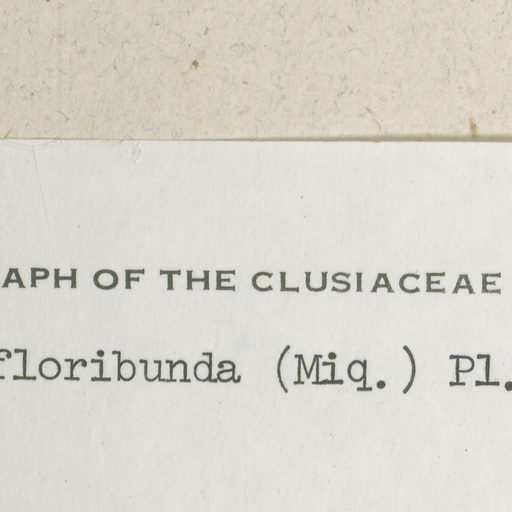 APH OF THE CLUSIACEAE
floribunda (Miq.) Pl.